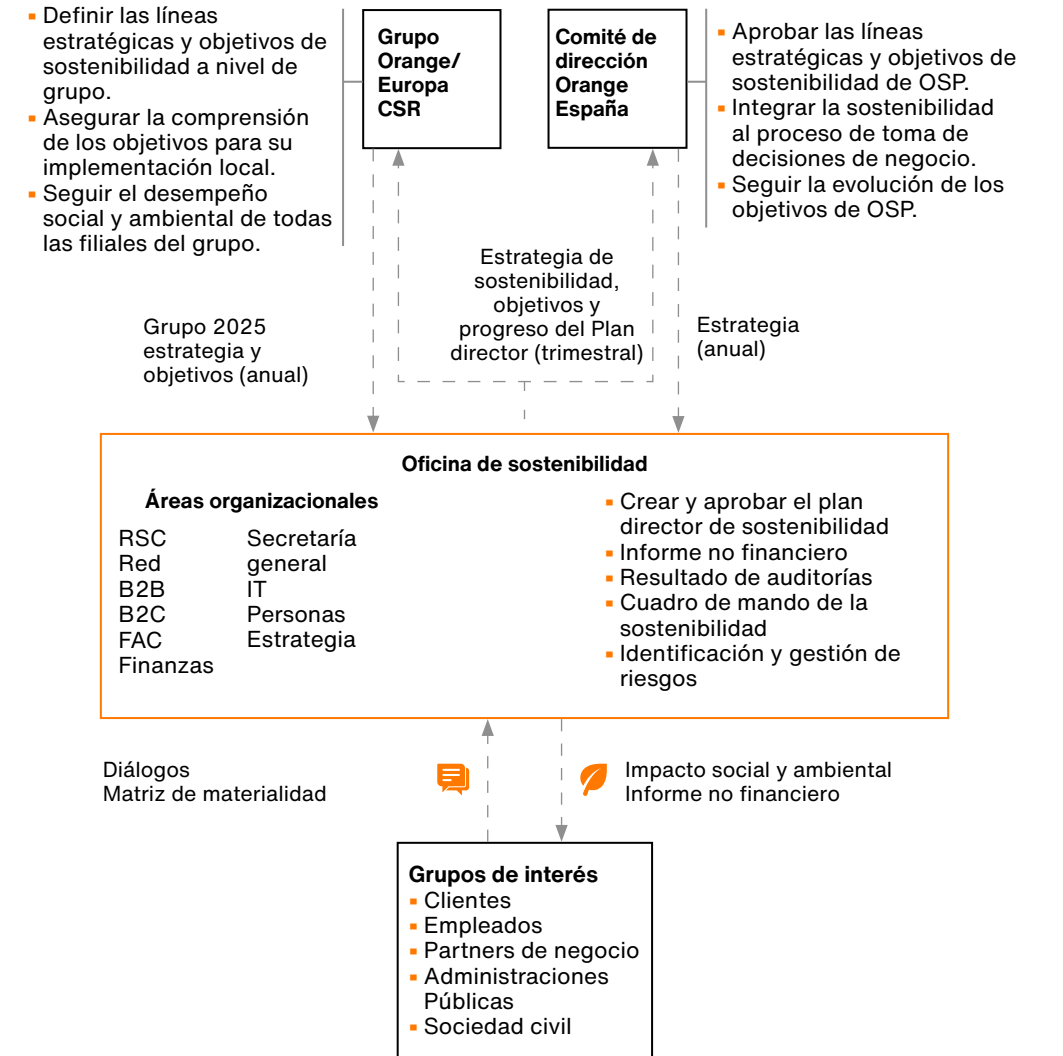 ▪ Definir las líneas
estratégicas y objetivos de
sostenibilidad a nivel de
grupo.
▪ Asegurar la comprensión
de los objetivos para su
implementación local.
▪ Seguir el desempeño
social y ambiental de todas
las filiales del grupo.
Grupo
Orange/
Europa
CSR
Comité de
dirección
Orange
España
▪ Aprobar las líneas
estratégicas y objetivos de
sostenibilidad de OSP.
▪ Integrar la sostenibilidad
al proceso de toma de
decisiones de negocio.
▪ Seguir la evolución de los
objetivos de OSP.
Grupo 2025
estrategia y
objetivos (anual)
Estrategia de
sostenibilidad,
objetivos y
progreso del Plan
director (trimestral)
Estrategia
(anual)
Oficina de sostenibilidad
Áreas organizacionales
RSC
Red
B2B
B2C
FAC
Finanzas
Secretaría
general
IT
Personas
Estrategia
▪ Crear y aprobar el plan
director de sostenibilidad
▪ Informe no financiero
▪ Resultado de auditorías
▪ Cuadro de mando de la
sostenibilidad
▪ Identificación y gestión de
riesgos
Diálogos
Matriz de materialidad
Impacto social y ambiental
Informe no financiero
Grupos de interés
▪ Clientes
▪ Empleados
▪ Partners de negocio
▪ Administraciones
Públicas
▪ Sociedad civil